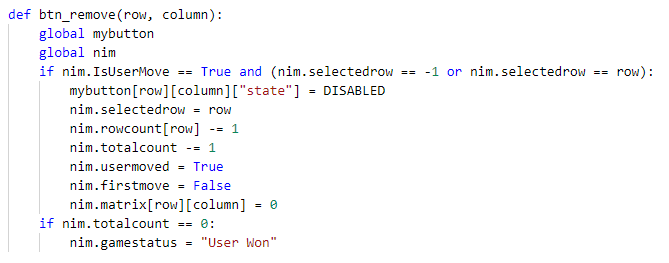 def btn_remove(row, column):
    global mybutton
    global nim
    if nim.IsUserMove == True and (nim.selectedrow == -1 or nim.selectedrow == row):
        mybutton[row][column]["state"] = DISABLED
        nim.selectedrow = row
        nim.rowcount[row] -= 1
        nim.totalcount -= 1
        nim.usermoved = True
        nim.firstmove = False
        nim.matrix[row][column] = 0
    if nim.totalcount == 0:
        nim.gamestatus = "User Won"